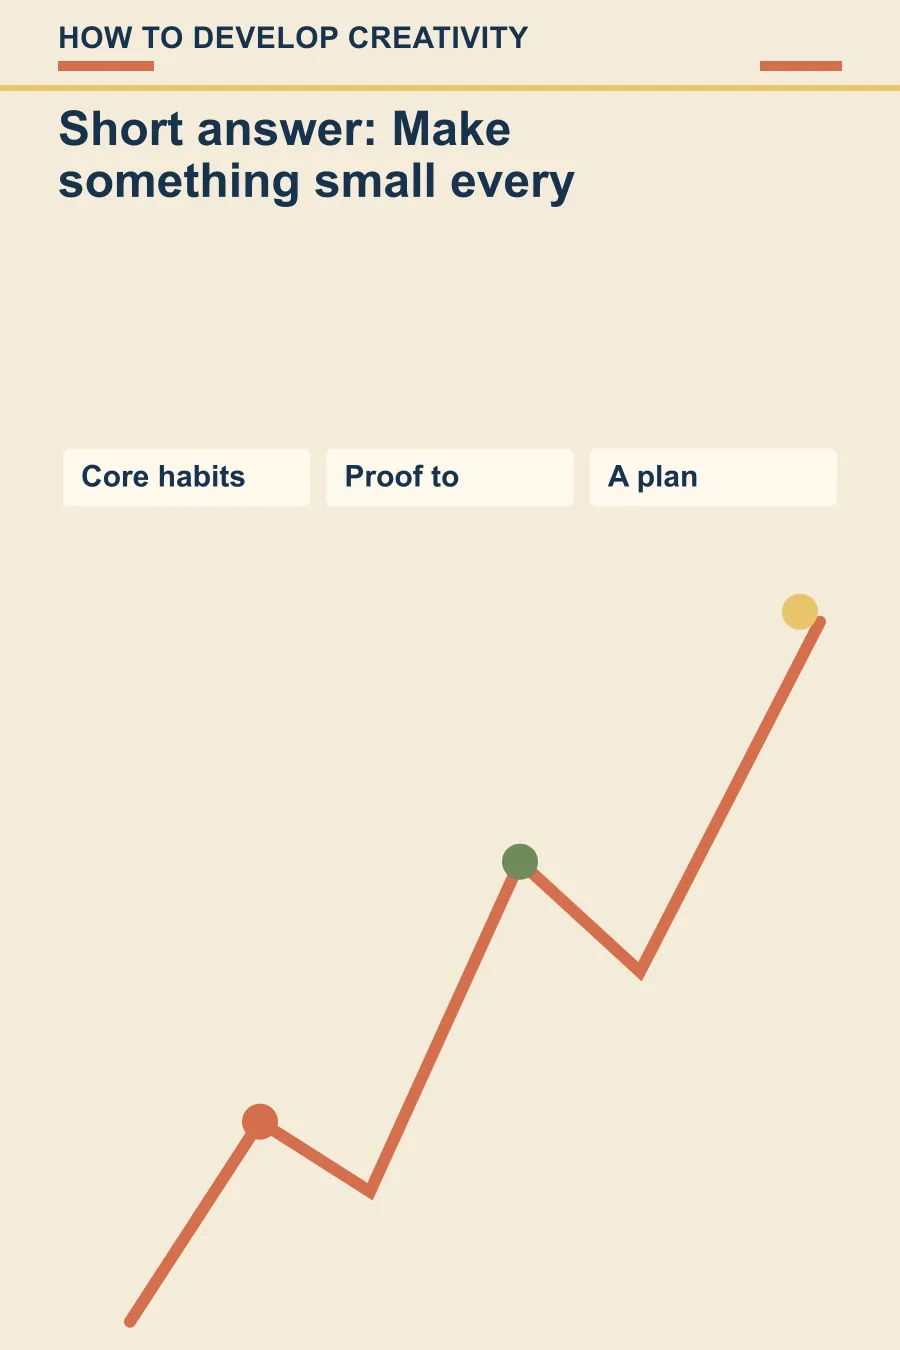 HOW TO DEVELOP CREATIVITY
Short answer: Make
something small every
Core habits
Proof to
A plan